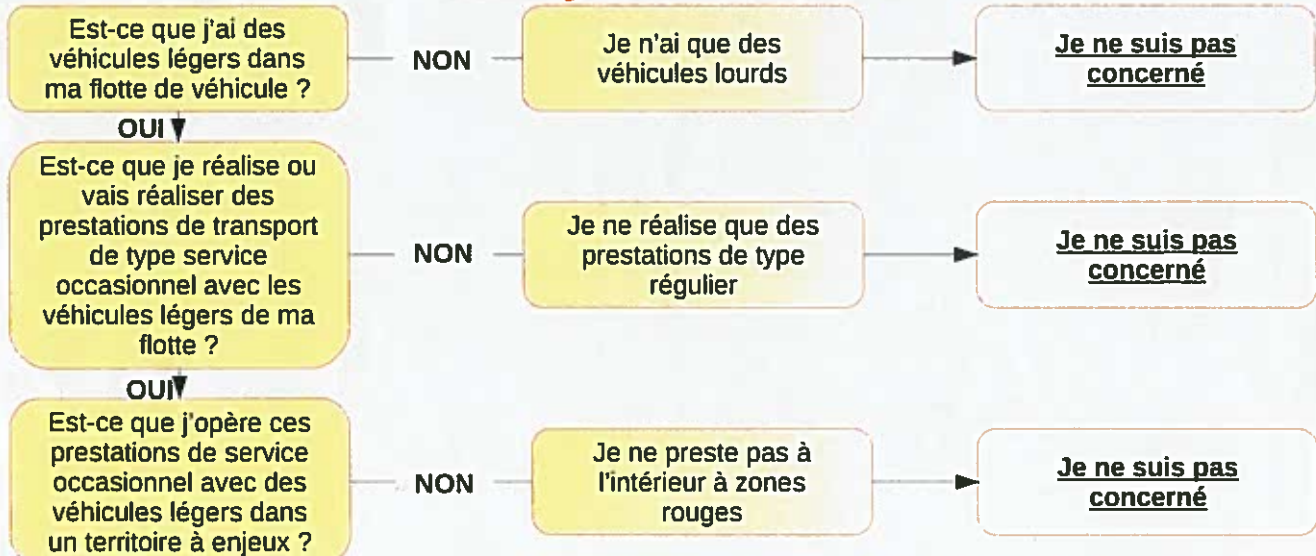 Est-ce que j'ai des
véhicules légers dans
ma flotte de véhicule ?
NON
Je n'ai que des
véhicules lourds
Je ne suis pas
concerné
OUI
Est-ce que je réalise ou
vais réaliser des
prestations de transport
de type service
occasionnel avec les
véhicules légers de ma
flotte ?
NON
Je ne réalise que des
prestations de type
régulier
Je ne suis pas
concerné
OUI
Est-ce que j'opère ces
prestations de service
occasionnel avec des
véhicules légers dans
un territoire à enjeux ?
NON
Je ne preste pas à
l'intérieur à zones
rouges
Je ne suis pas
concerné